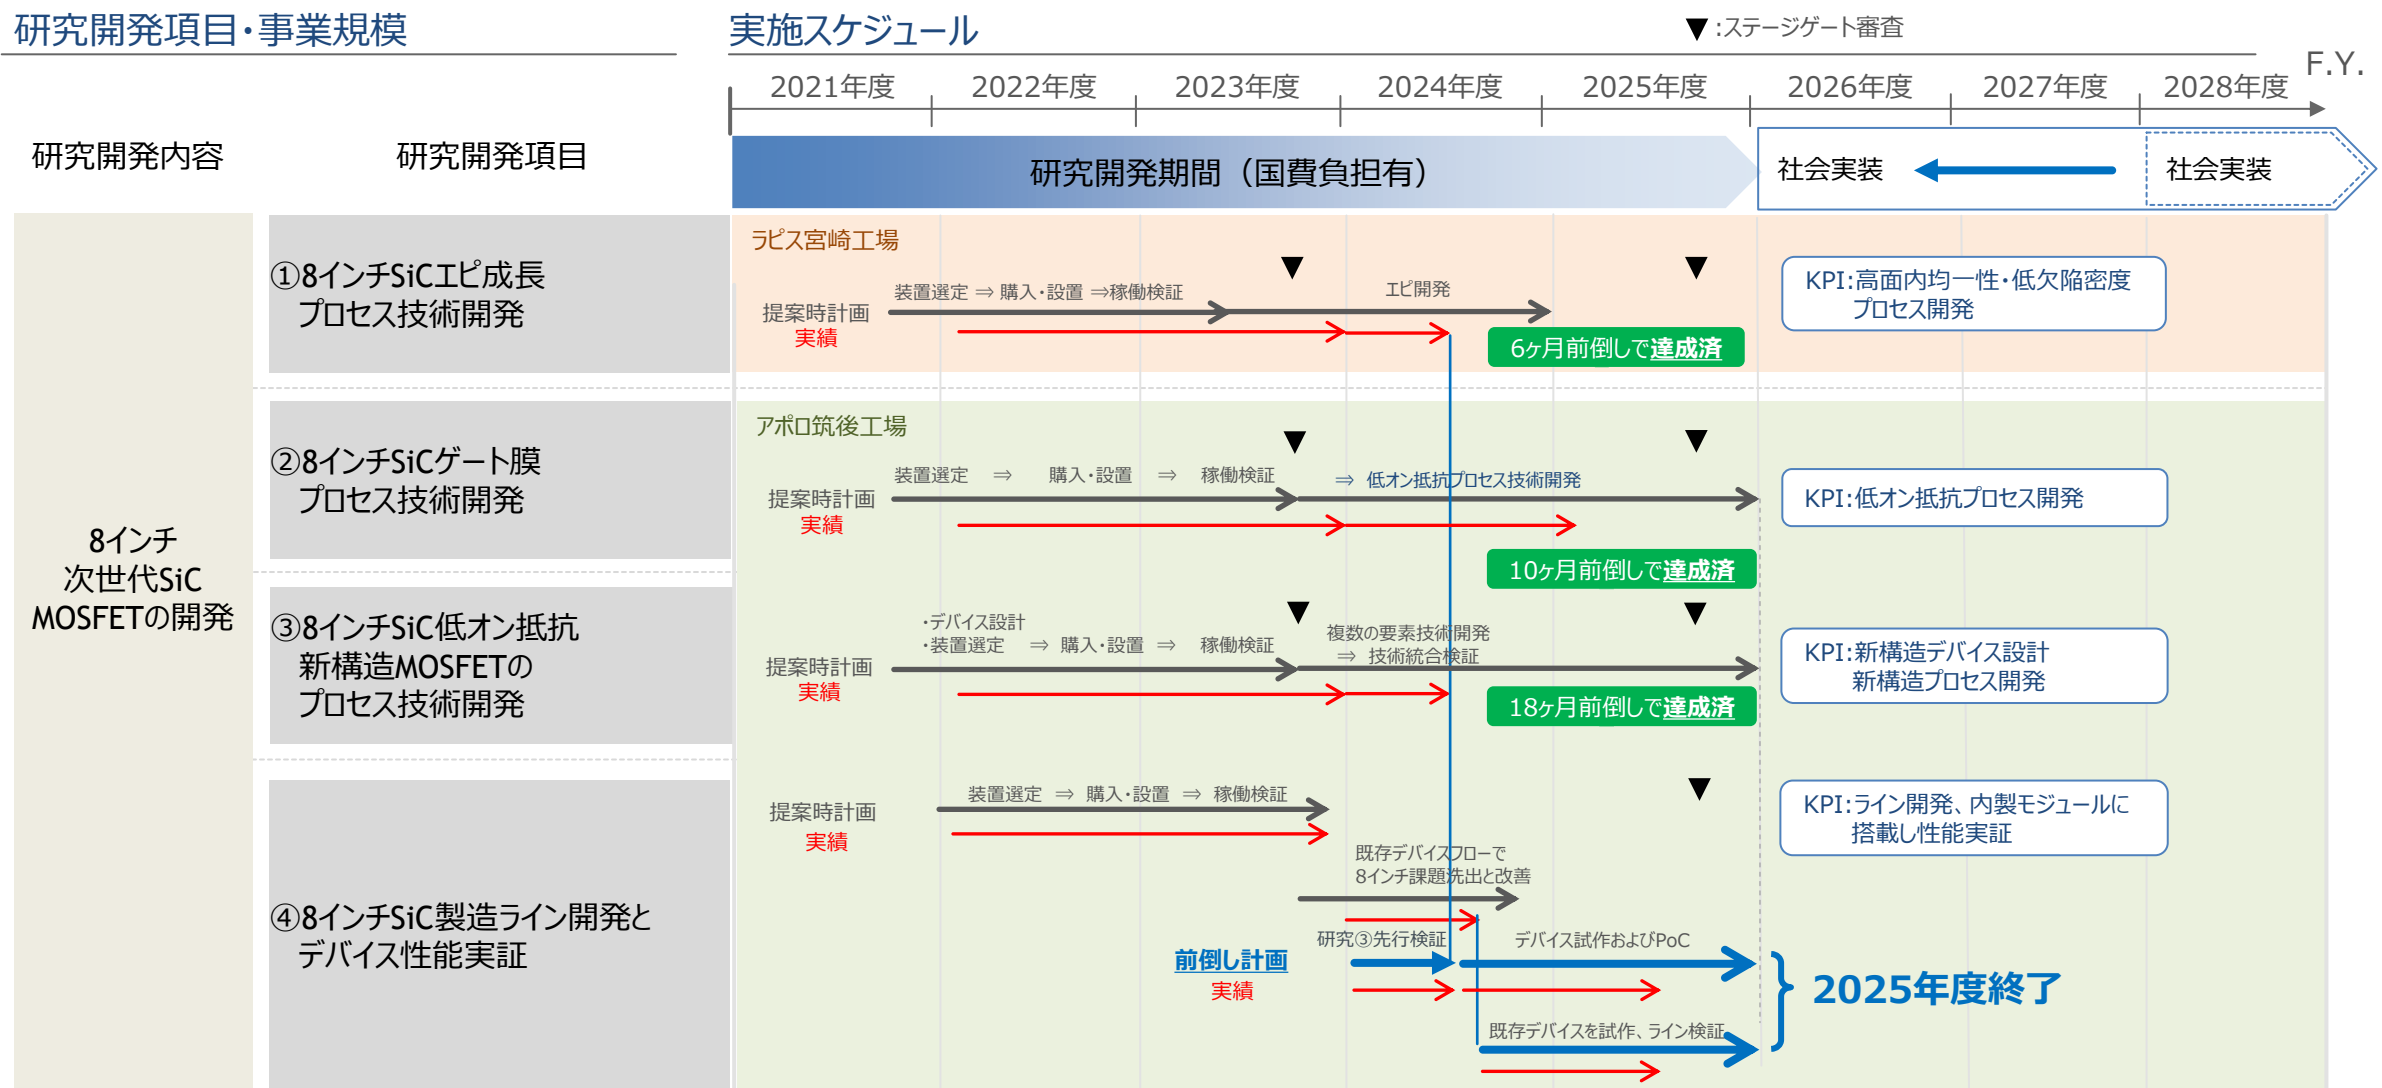 研究開発項目・事業規模
実施スケジュール
▼:ステージゲート審査
F.Y.
2021年度
2022年度
2023年度
2024年度
2025年度
2026年度
2027年度
2028年度
研究開発内容
研究開発項目
研究開発期間（国費負担有）
社会実装
社会実装
8インチ
次世代SiC
MOSFETの開発
①8インチSiCエピ成長
プロセス技術開発
ラピス宮崎工場
装置選定 ⇒ 購入・設置 ⇒稼働検証
エピ開発
提案時計画
実績
6ヶ月前倒しで達成済
KPI:高面内均一性・低欠陥密度
プロセス開発
②8インチSiCゲート膜
プロセス技術開発
アポロ筑後工場
装置選定 ⇒ 購入・設置 ⇒ 稼働検証
⇒ 低オン抵抗プロセス技術開発
提案時計画
実績
10ヶ月前倒しで達成済
KPI:低オン抵抗プロセス開発
③8インチSiC低オン抵抗
新構造MOSFETの
プロセス技術開発
・デバイス設計
・装置選定 ⇒ 購入・設置 ⇒ 稼働検証
複数の要素技術開発
⇒ 技術統合検証
提案時計画
実績
18ヶ月前倒しで達成済
KPI:新構造デバイス設計
新構造プロセス開発
④8インチSiC製造ライン開発と
デバイス性能実証
装置選定 ⇒ 購入・設置 ⇒ 稼働検証
提案時計画
実績
KPI:ライン開発、内製モジュールに
搭載し性能実証
既存デバイスフローで
8インチ課題洗出と改善
研究③先行検証
デバイス試作およびPoC
前倒し計画
実績
2025年度終了
既存デバイスを試作、ライン検証